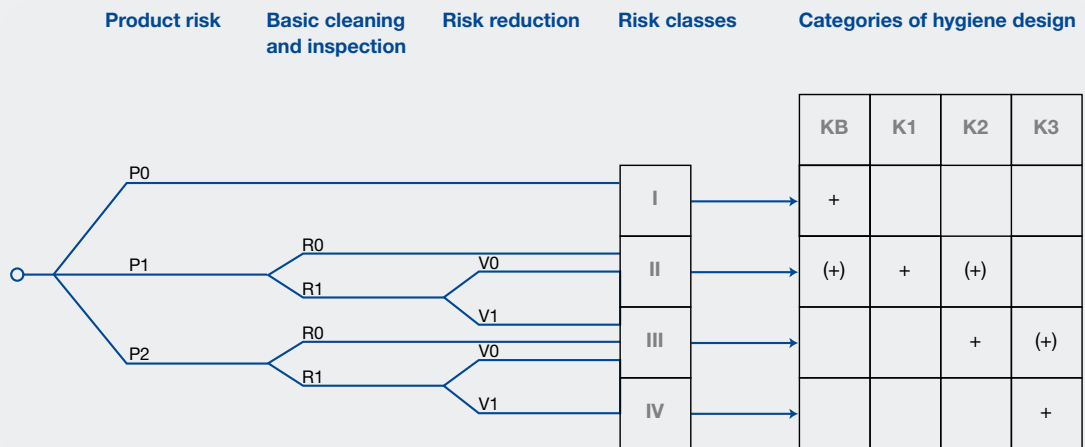 Product risk
Basic cleaning
and inspection
Risk reduction
Risk classes
Categories of hygiene design
KB K1 K2 K3
P0
I
+
R0
P1
V0
II
(+) + (+)
R1
V1
R0
III
+ (+)
P2
V0
R1
V1
IV
+